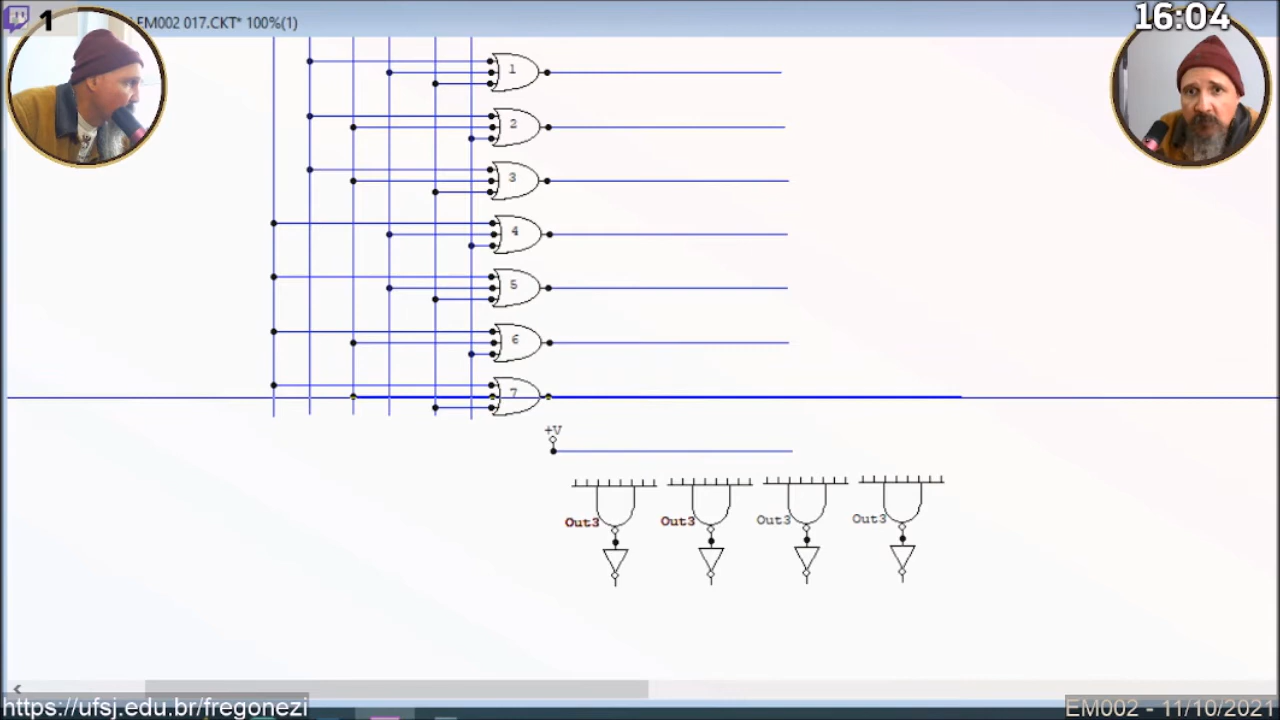 1
EM002 017.CKT* 100%(1)
16:04
1
2
3
4
5
6
7
+V
Out3
Out3
Out3
Out3
https://ufsj.edu.br/fregonezi
EM002 - 11/10/2021